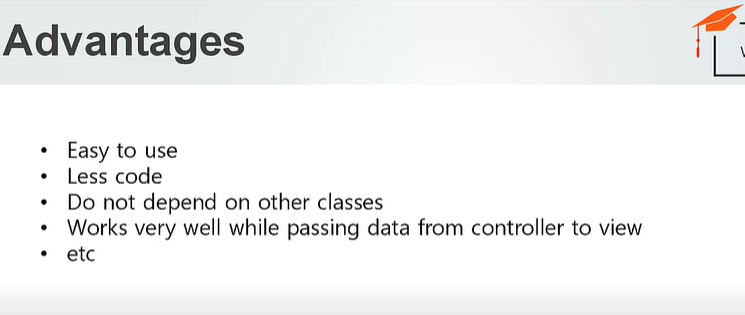 Advantages
• Easy to use
• Less code
• Do not depend on other classes
• Works very well while passing data from controller to view
• etc